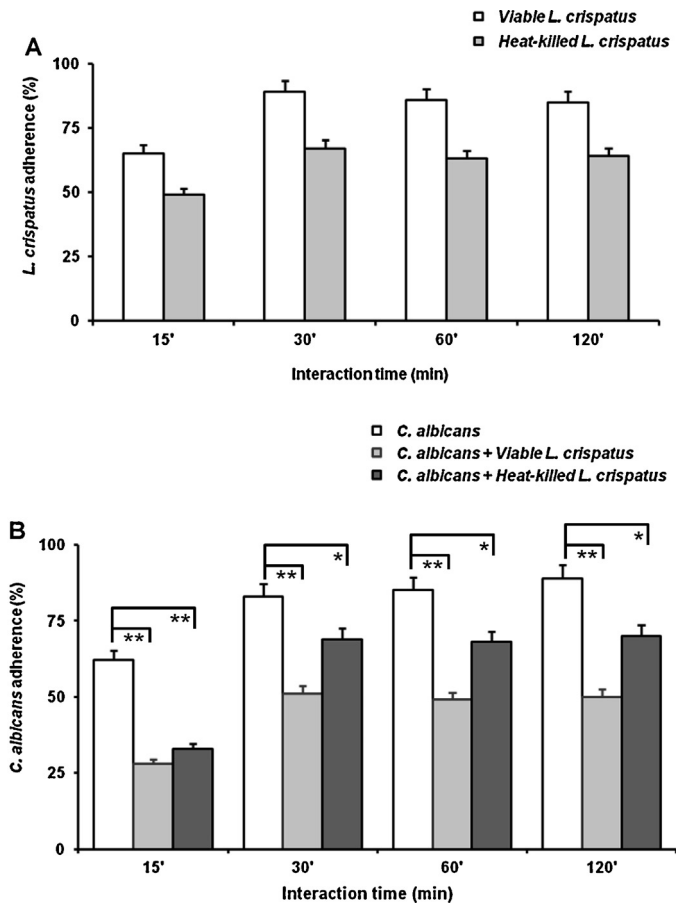 Viable L. crispatus
Heat-killed L. crispatus
A
100
75
50
25
0
L. crispatus adherence (%)
15' 30' 60' 120'
Interaction time (min)
C. albicans
C. albicans + Viable L. crispatus
C. albicans + Heat-killed L. crispatus
B
100
75
50
25
0
C. albicans adherence (%)
** **
** *
** *
** *
15' 30' 60' 120'
Interaction time (min)